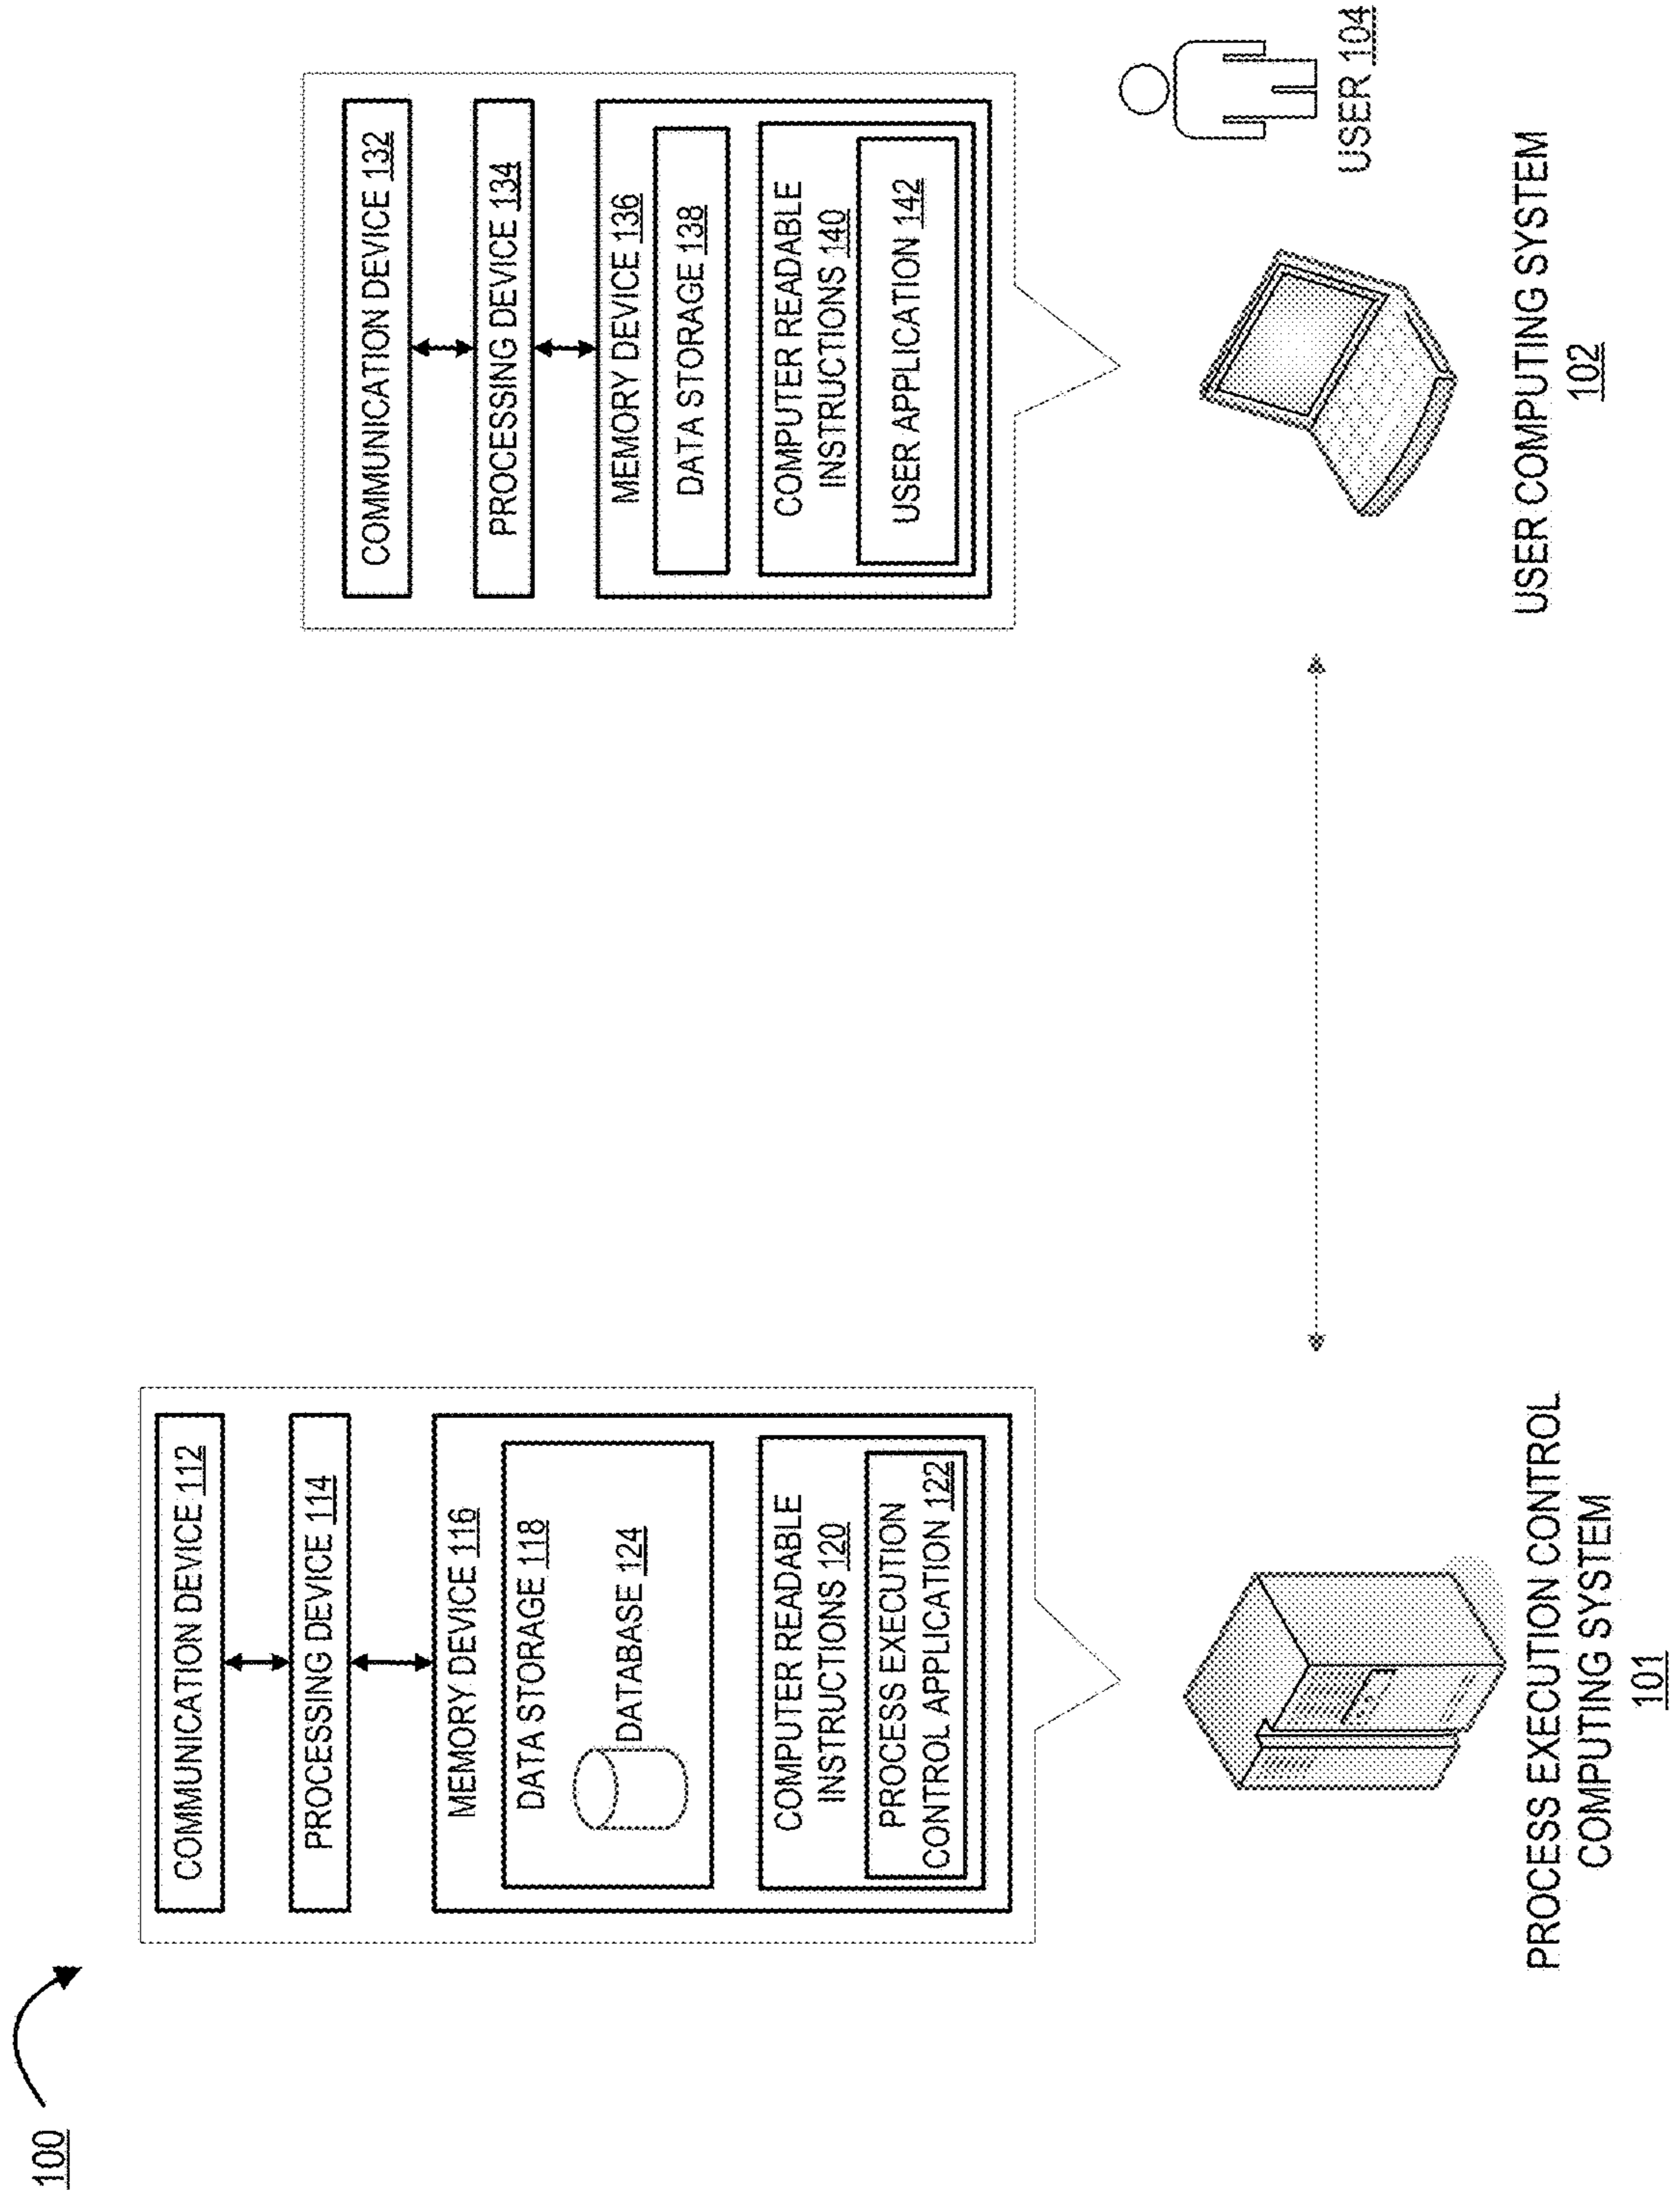 100
COMMUNICATION DEVICE 112
PROCESSING DEVICE 114
MEMORY DEVICE 116
DATA STORAGE 118
DATABASE 124
COMPUTER READABLE
INSTRUCTIONS 120
PROCESS EXECUTION
CONTROL APPLICATION 122
PROCESS EXECUTION CONTROL
COMPUTING SYSTEM
101
COMMUNICATION DEVICE 132
PROCESSING DEVICE 134
MEMORY DEVICE 136
DATA STORAGE 138
COMPUTER READABLE
INSTRUCTIONS 140
USER APPLICATION 142
USER 104
USER COMPUTING SYSTEM
102